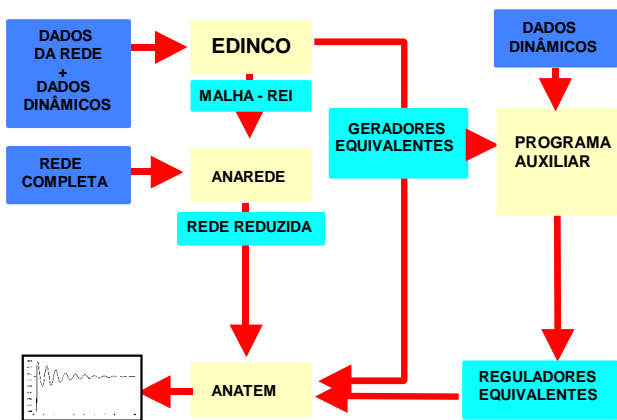 DADOS
DA REDE
+
DADOS
DINÂMICOS
EDINCO
DADOS
DINÂMICOS
MALHA - REI
GERADORES
EQUIVALENTES
PROGRAMA
AUXILIAR
REDE
COMPLETA
ANAREDE
REDE REDUZIDA
ANATEM
REGULADORES
EQUIVALENTES